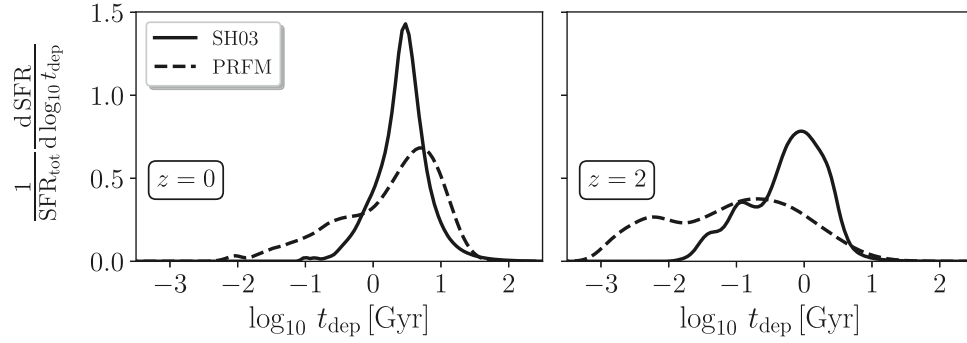 1.5
1.0
0.5
0.0
1/SFR_tot dSFR/dlog₁₀ t_dep
SH03
PRFM
z = 0
−3 −2 −1 0 1 2
log₁₀ t_dep [Gyr]
z = 2
−3 −2 −1 0 1 2
log₁₀ t_dep [Gyr]